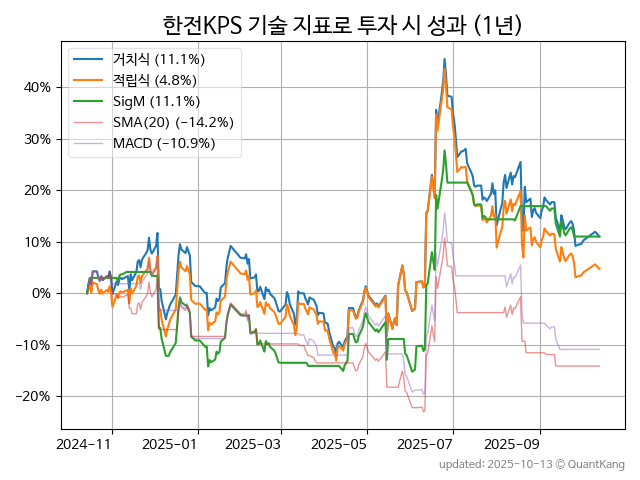 한전KPS 기술 지표로 투자 시 성과 (1년)
거치식 (11.1%)
적립식 (4.8%)
SigM (11.1%)
SMA(20) (−14.2%)
MACD (−10.9%)
40%
30%
20%
10%
0%
−10%
−20%
2024-11 2025-01 2025-03 2025-05 2025-07 2025-09
updated: 2025-10-13 © QuantKang